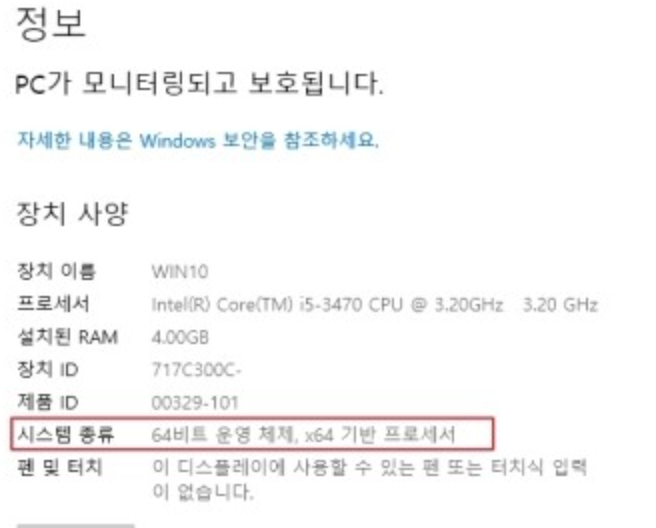 정보
PC가 모니터링되고 보호됩니다.
자세한 내용은 Windows 보안을 참조하세요.
장치 사양
장치 이름 WIN10
프로세서 Intel(R) Core(TM) i5-3470 CPU @ 3.20GHz 3.20 GHz
설치된 RAM 4.00GB
장치 ID 717C300C-
제품 ID 00329-101
시스템 종류 64비트 운영 체제, x64 기반 프로세서
펜 및 터치 이 디스플레이에 사용할 수 있는 펜 또는 터치식 입력
이 없습니다.